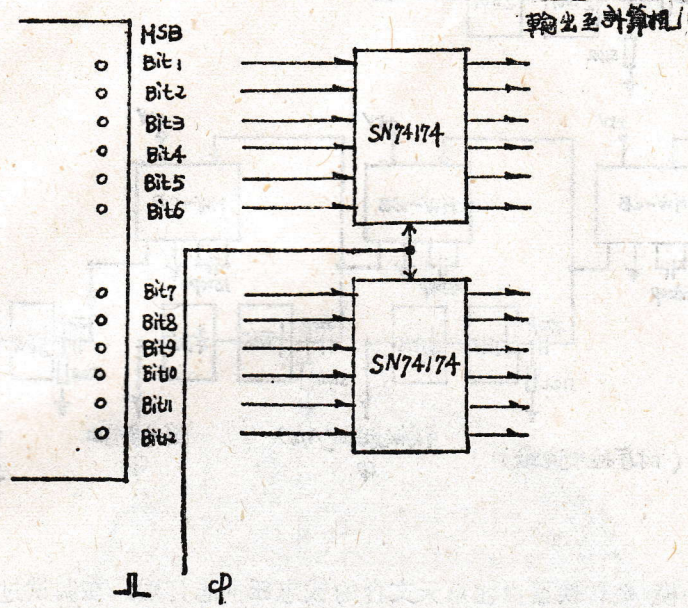 輸出至計算機
MSB
Bit1
Bit2
Bit3
Bit4
Bit5
Bit6
SN74174
Bit7
Bit8
Bit9
Bit10
Bit11
Bit12
SN74174
CP